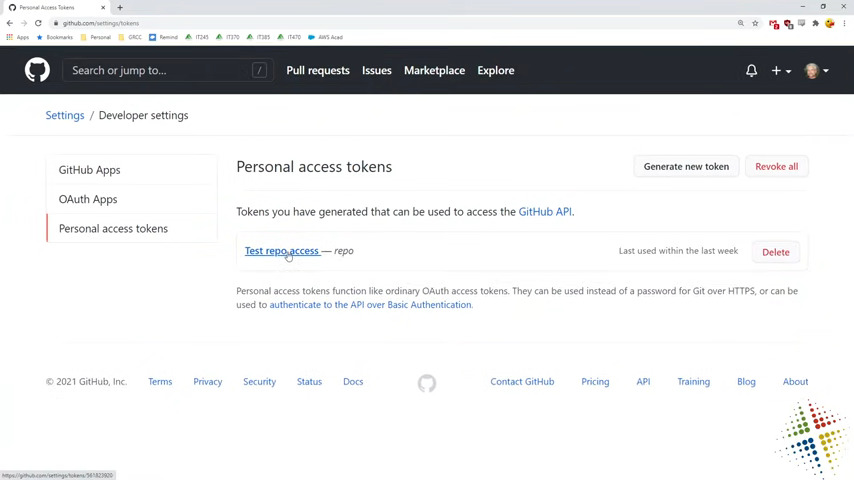 Personal Access Tokens
github.com/settings/tokens
Apps Bookmarks Personal GRCC Remind IT245 IT370 IT385 IT470 AWS Acad
Search or jump to... / Pull requests Issues Marketplace Explore
Settings / Developer settings
GitHub Apps
OAuth Apps
Personal access tokens
Personal access tokens Generate new token Revoke all
Tokens you have generated that can be used to access the GitHub API.
Test repo access — repo Last used within the last week Delete
Personal access tokens function like ordinary OAuth access tokens. They can be used instead of a password for Git over HTTPS, or can be
used to authenticate to the API over Basic Authentication.
© 2021 GitHub, Inc. Terms Privacy Security Status Docs Contact GitHub Pricing API Training Blog About
https://github.com/settings/tokens/561823920